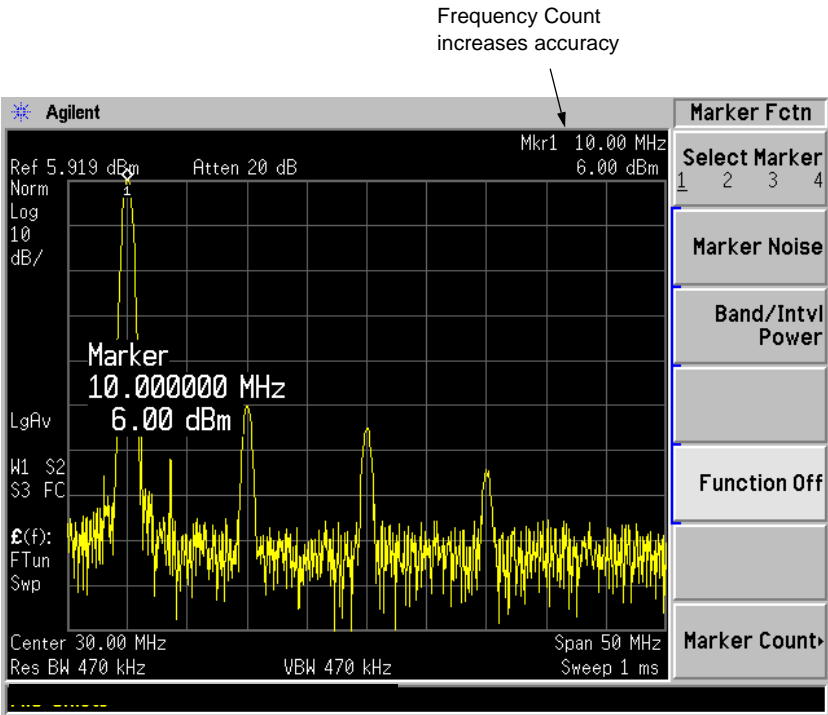 Frequency Count
increases accuracy
Agilent
Marker Fctn
Mkr1 10.00 MHz
Ref 5.919 dBm Atten 20 dB 6.00 dBm
Norm
Log
10
dB/
1
Marker
10.000000 MHz
6.00 dBm
LgAv
W1 S2
S3 FC
£(f):
FTun
Swp
Center 30.00 MHz Span 50 MHz
Res BW 470 kHz VBW 470 kHz Sweep 1 ms
Select Marker
1 2 3 4
Marker Noise
Band/Intvl
Power
Function Off
Marker Count